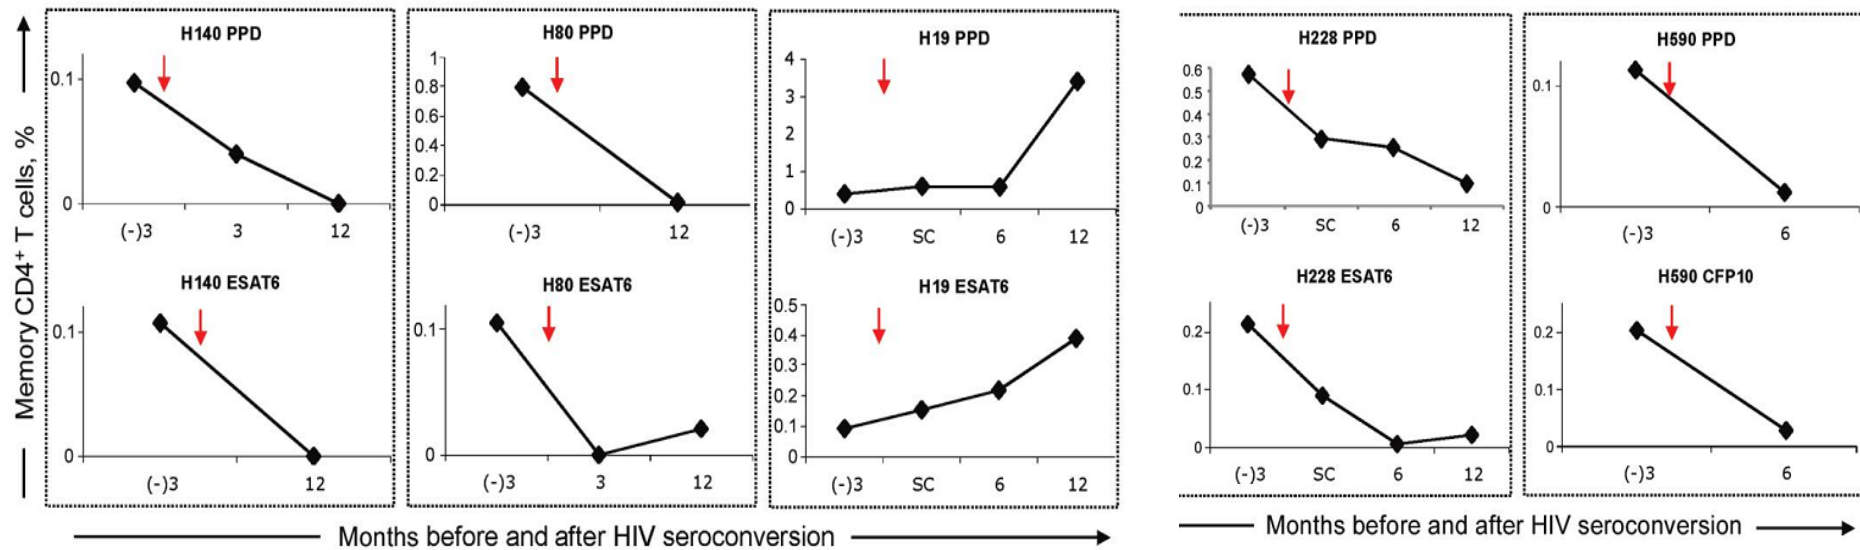 Memory CD4⁺ T cells, %
H140 PPD
0.1
0
(-)3 3 12
H80 PPD
1
0.8
0.6
0.4
0.2
0
(-)3 12
H19 PPD
4
3
2
1
0
(-)3 SC 6 12
H228 PPD
0.6
0.5
0.4
0.3
0.2
0.1
0
(-)3 SC 6 12
H590 PPD
0.1
0
(-)3 6
H140 ESAT6
0.1
0
(-)3 12
H80 ESAT6
0.1
0
(-)3 3 12
H19 ESAT6
0.5
0.4
0.3
0.2
0.1
0
(-)3 SC 6 12
H228 ESAT6
0.2
0.1
0
(-)3 SC 6 12
H590 CFP10
0.2
0.1
0
(-)3 6
Months before and after HIV seroconversion
Months before and after HIV seroconversion